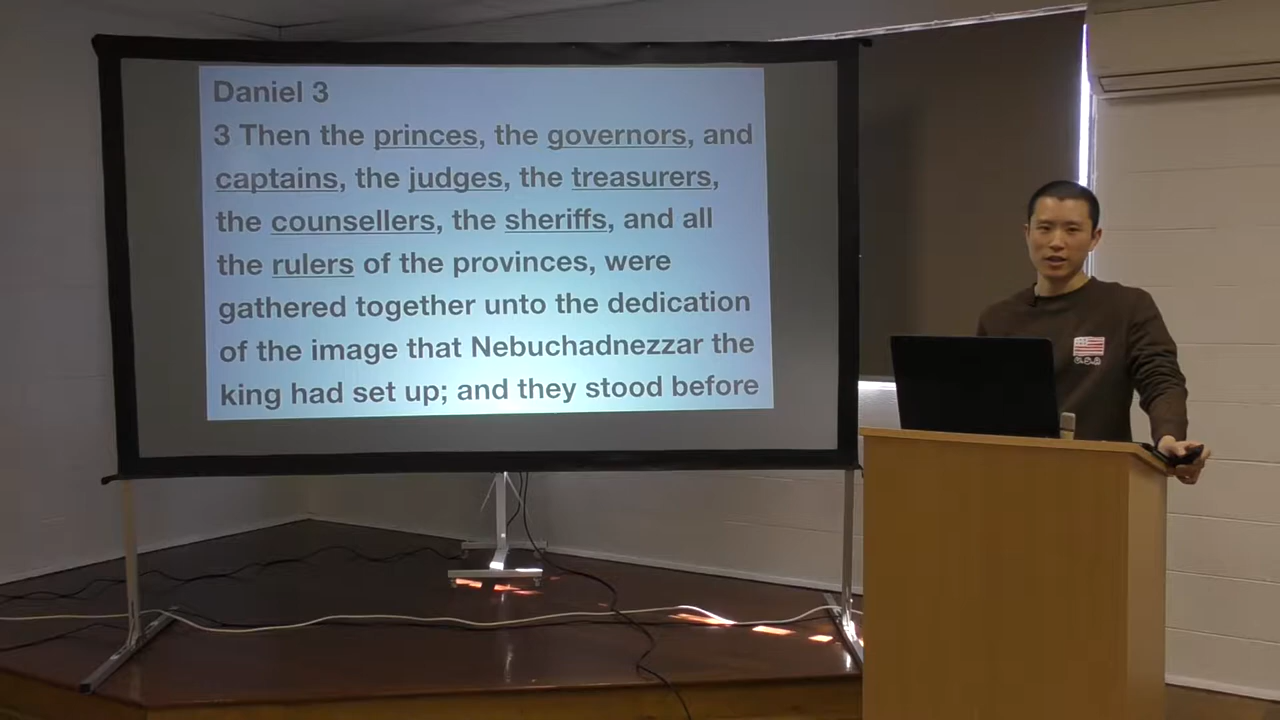 Daniel 3
3 Then the princes, the governors, and
captains, the judges, the treasurers,
the counsellers, the sheriffs, and all
the rulers of the provinces, were
gathered together unto the dedication
of the image that Nebuchadnezzar the
king had set up; and they stood before